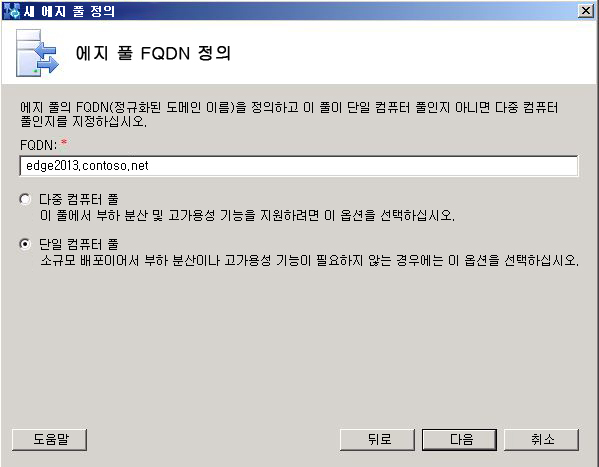 새 에지 풀 정의
에지 풀 FQDN 정의
에지 풀의 FQDN(정규화된 도메인 이름)을 정의하고 이 풀이 단일 컴퓨터 풀인지 아니면 다중 컴퓨터
풀인지를 지정하십시오.
FQDN: *
edge2013.contoso.net
다중 컴퓨터 풀
이 풀에서 부하 분산 및 고가용성 기능을 지원하려면 이 옵션을 선택하십시오.
단일 컴퓨터 풀
소규모 배포이어서 부하 분산이나 고가용성 기능이 필요하지 않는 경우에는 이 옵션을 선택하십시오.
도움말
뒤로
다음
취소